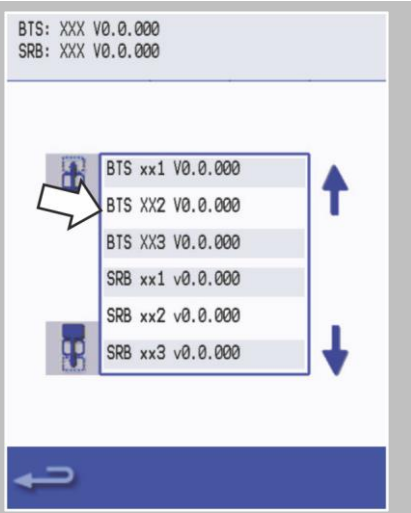 BTS: XXX V0.0.000
SRB: XXX V0.0.000
BTS xx1 V0.0.000
BTS XX2 V0.0.000
BTS XX3 V0.0.000
SRB xx1 v0.0.000
SRB xx2 v0.0.000
SRB xx3 v0.0.000